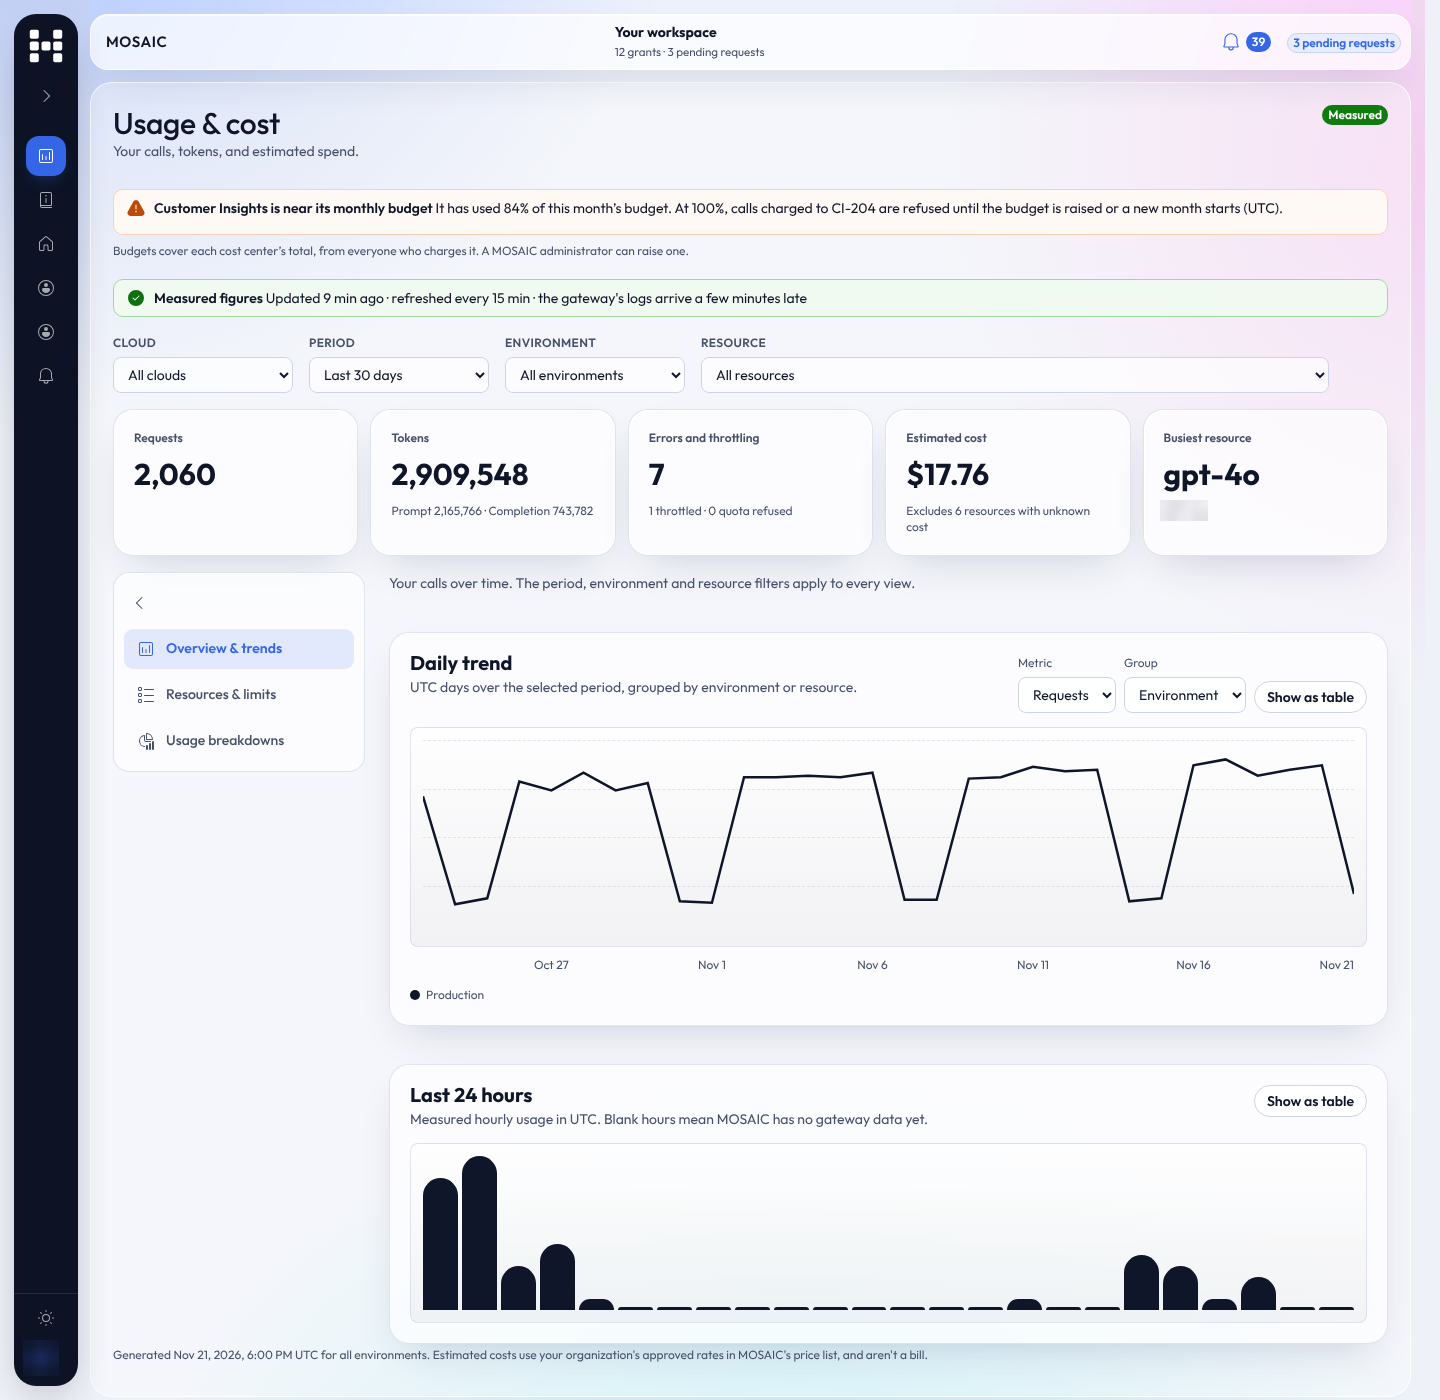 MOSAIC
Your workspace
12 grants · 3 pending requests
39
3 pending requests
Usage & cost
Measured
Your calls, tokens, and estimated spend.
Customer Insights is near its monthly budget It has used 84% of this month's budget. At 100%, calls charged to CI-204 are refused until the budget is raised or a new month starts (UTC).
Budgets cover each cost center's total, from everyone who charges it. A MOSAIC administrator can raise one.
Measured figures Updated 9 min ago · refreshed every 15 min · the gateway's logs arrive a few minutes late
CLOUD
PERIOD
ENVIRONMENT
RESOURCE
All clouds
Last 30 days
All environments
All resources
Requests
2,060
Tokens
2,909,548
Prompt 2,165,766 · Completion 743,782
Errors and throttling
7
1 throttled · 0 quota refused
Estimated cost
$17.76
Excludes 6 resources with unknown
cost
Busiest resource
gpt-4o
Overview & trends
Resources & limits
Usage breakdowns
Your calls over time. The period, environment and resource filters apply to every view.
Daily trend
UTC days over the selected period, grouped by environment or resource.
Metric
Group
Requests
Environment
Show as table
Oct 27
Nov 1
Nov 6
Nov 11
Nov 16
Nov 21
Production
Last 24 hours
Measured hourly usage in UTC. Blank hours mean MOSAIC has no gateway data yet.
Show as table
Generated Nov 21, 2026, 6:00 PM UTC for all environments. Estimated costs use your organization's approved rates in MOSAIC's price list, and aren't a bill.